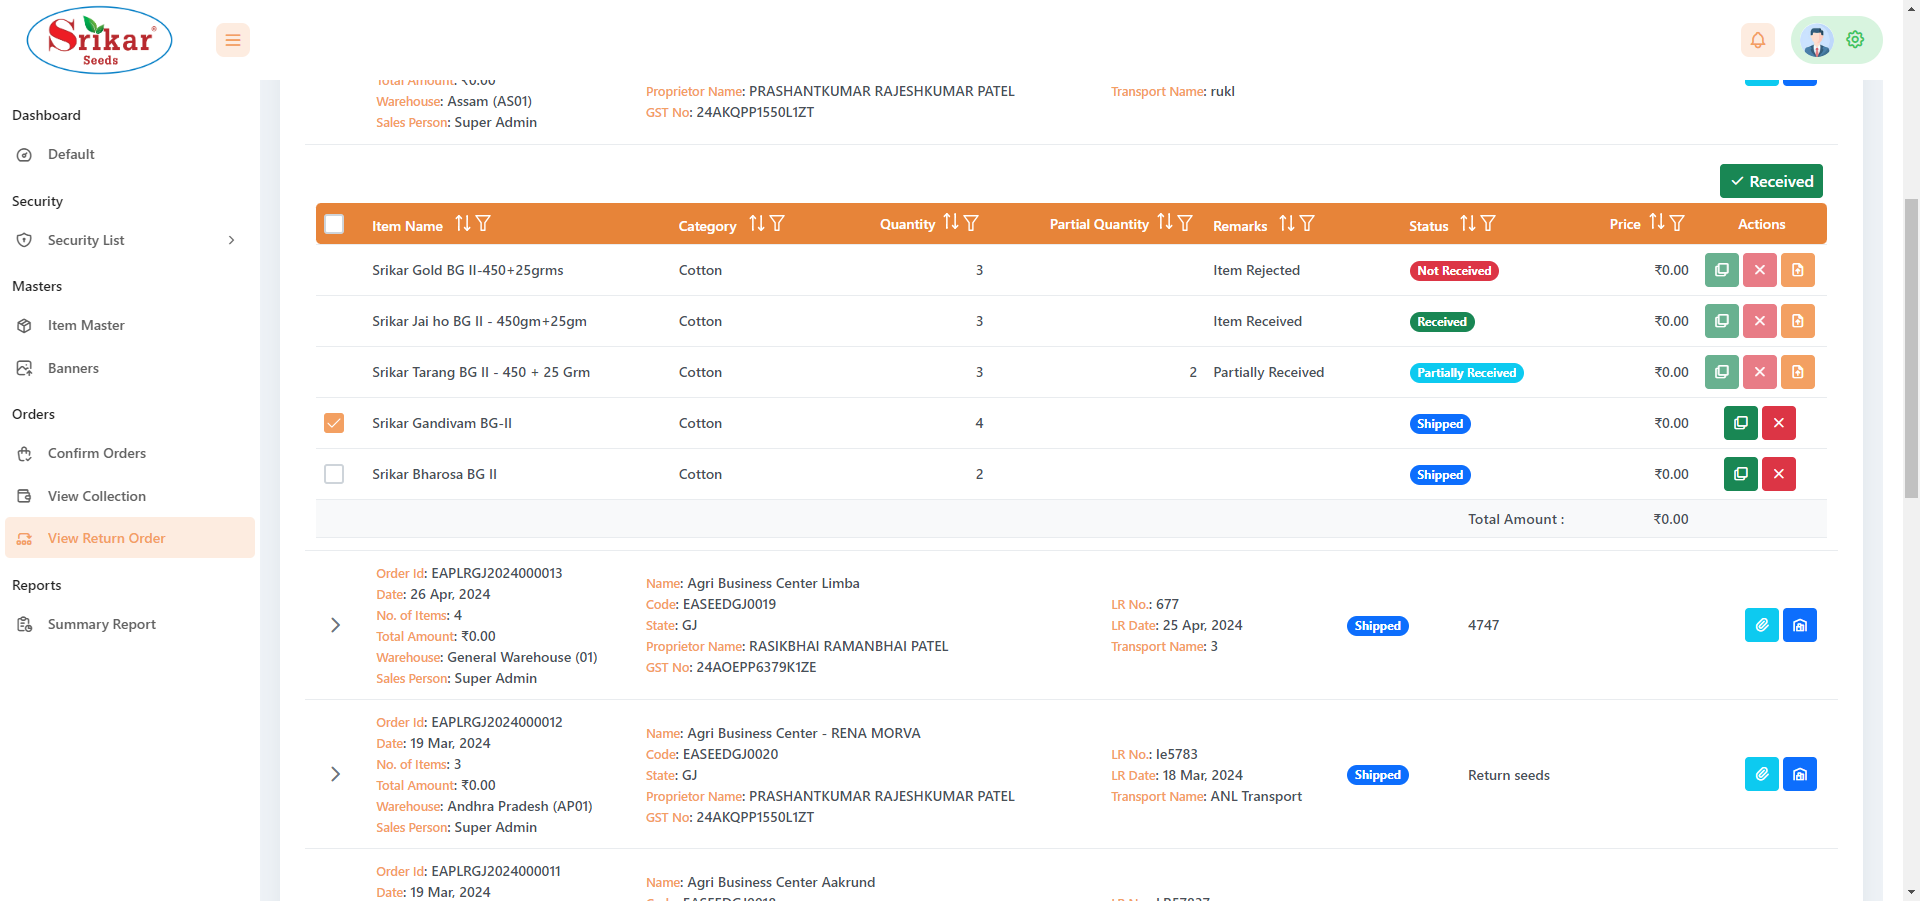 Srikar
Seeds
Dashboard
Default
Security
Security List
Masters
Item Master
Banners
Orders
Confirm Orders
View Collection
View Return Order
Reports
Summary Report
Total Amount: ₹0.00
Warehouse: Assam (AS01)
Sales Person: Super Admin
Proprietor Name: PRASHANTKUMAR RAJESHKUMAR PATEL
GST No: 24AKQPP1550L1ZT
Transport Name: rukl
Received
Item Name Category Quantity Partial Quantity Remarks Status Price Actions
Srikar Gold BG II-450+25grms Cotton 3 Item Rejected Not Received ₹0.00
Srikar Jai ho BG II - 450gm+25gm Cotton 3 Item Received Received ₹0.00
Srikar Tarang BG II - 450 + 25 Grm Cotton 3 2 Partially Received Partially Received ₹0.00
Srikar Gandivam BG-II Cotton 4 Shipped ₹0.00
Srikar Bharosa BG II Cotton 2 Shipped ₹0.00
Total Amount : ₹0.00
Order Id: EAPLRGJ2024000013
Date: 26 Apr, 2024
No. of Items: 4
Total Amount: ₹0.00
Warehouse: General Warehouse (01)
Sales Person: Super Admin
Name: Agri Business Center Limba
Code: EASEEDGJ0019
State: GJ
Proprietor Name: RASIKBHAI RAMANBHAI PATEL
GST No: 24AOEPP6379K1ZE
LR No.: 677
LR Date: 25 Apr, 2024
Transport Name: 3
Shipped
4747
Order Id: EAPLRGJ2024000012
Date: 19 Mar, 2024
No. of Items: 3
Total Amount: ₹0.00
Warehouse: Andhra Pradesh (AP01)
Sales Person: Super Admin
Name: Agri Business Center - RENA MORVA
Code: EASEEDGJ0020
State: GJ
Proprietor Name: PRASHANTKUMAR RAJESHKUMAR PATEL
GST No: 24AKQPP1550L1ZT
LR No.: le5783
LR Date: 18 Mar, 2024
Transport Name: ANL Transport
Shipped
Return seeds
Order Id: EAPLRGJ2024000011
Date: 19 Mar, 2024
Name: Agri Business Center Aakrund